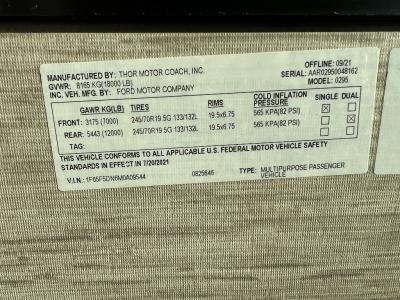 MANUFACTURED BY: THOR MOTOR COACH, INC. OFFLINE: 09/21
GVWR: 8165 KG(18000 LB) SERIAL: AAR02950048162
INC. VEH. MFG. BY: FORD MOTOR COMPANY MODEL: 0295
GAWR KG(LB) TIRES RIMS COLD INFLATION PRESSURE SINGLE DUAL
FRONT: 3175 (7000) 245/70R19.5G 133/132L 19.5x6.75 565 KPA(82 PSI)
REAR: 5443 (12000) 245/70R19.5G 133/132L 19.5x6.75 565 KPA(82 PSI)
TAG:
THIS VEHICLE CONFORMS TO ALL APPLICABLE U.S. FEDERAL MOTOR VEHICLE SAFETY
STANDARDS IN EFFECT IN 7/20/2021
V.I.N.: 1F65F5DN6M0A09544 0825646 TYPE: MULTIPURPOSE PASSENGER
VEHICLE